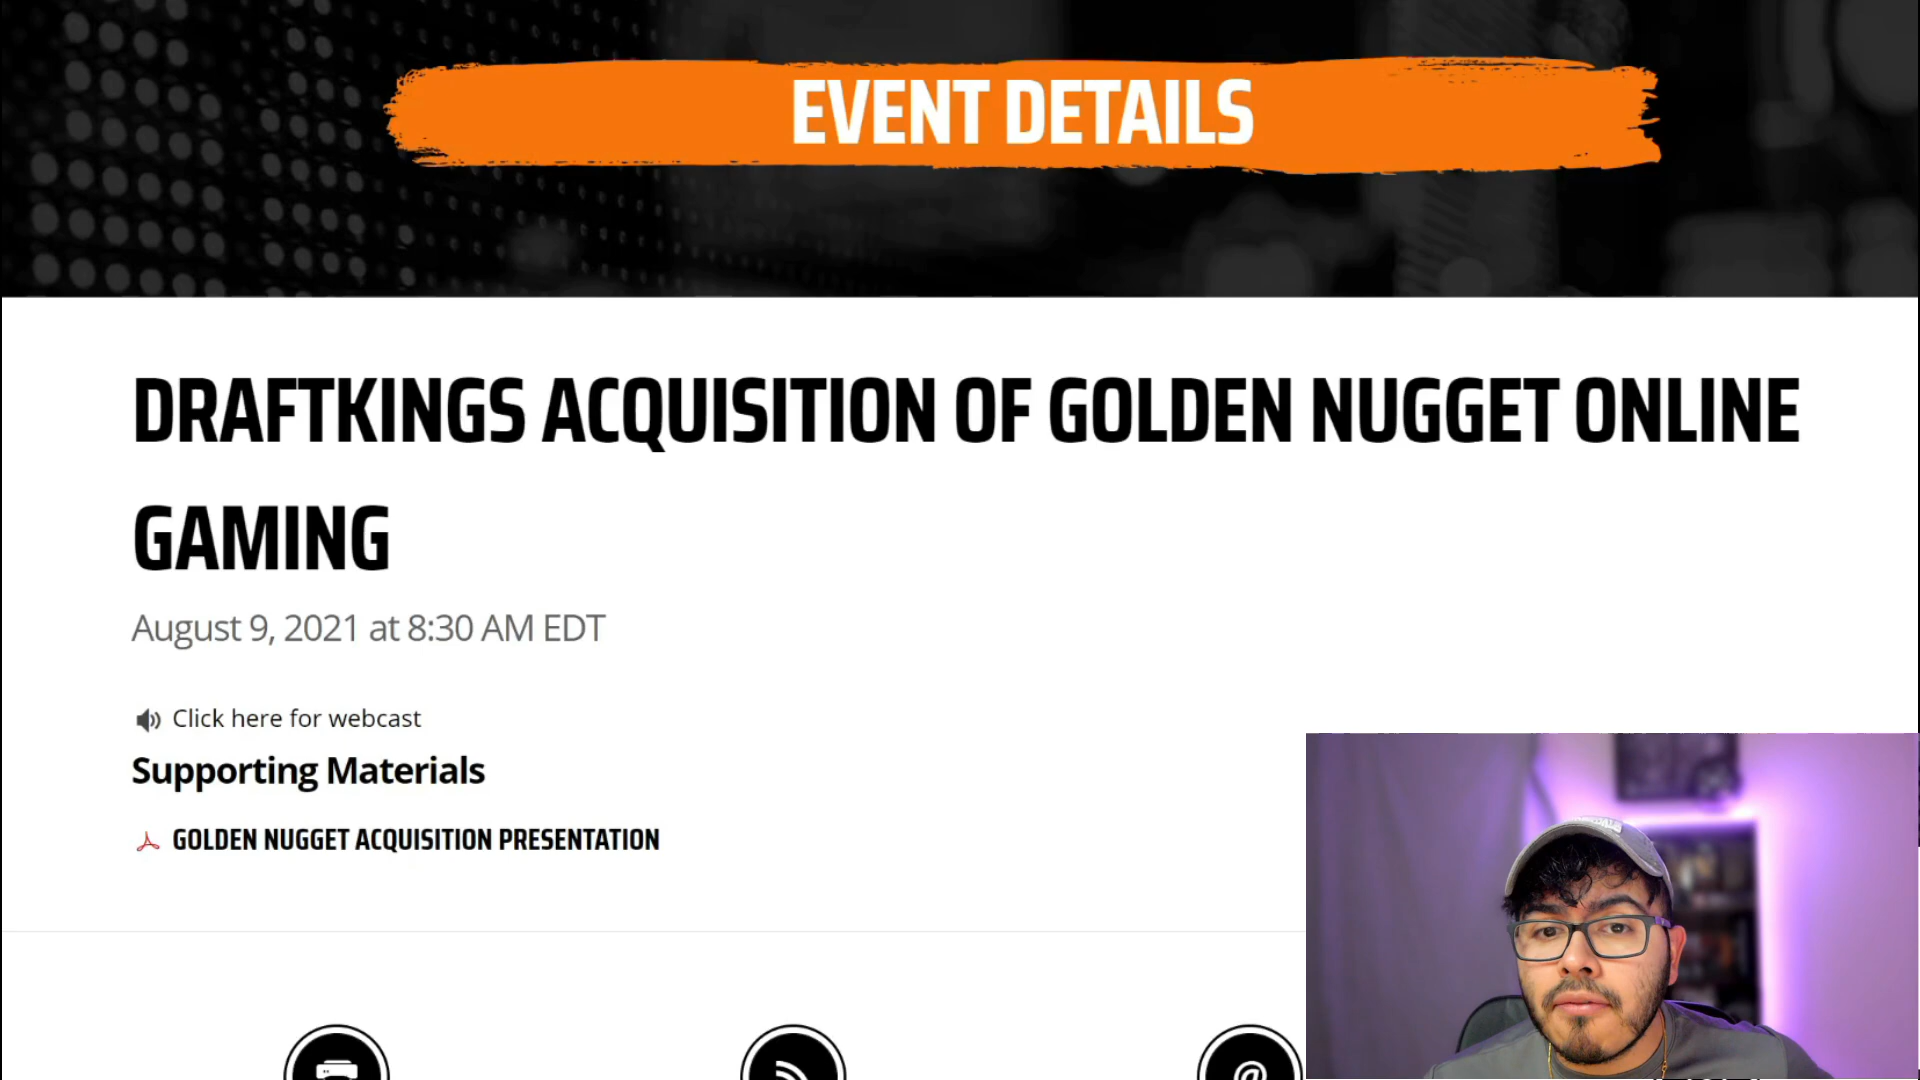 EVENT DETAILS
DRAFTKINGS ACQUISITION OF GOLDEN NUGGET ONLINE
GAMING
August 9, 2021 at 8:30 AM EDT
Click here for webcast
Supporting Materials
GOLDEN NUGGET ACQUISITION PRESENTATION
@